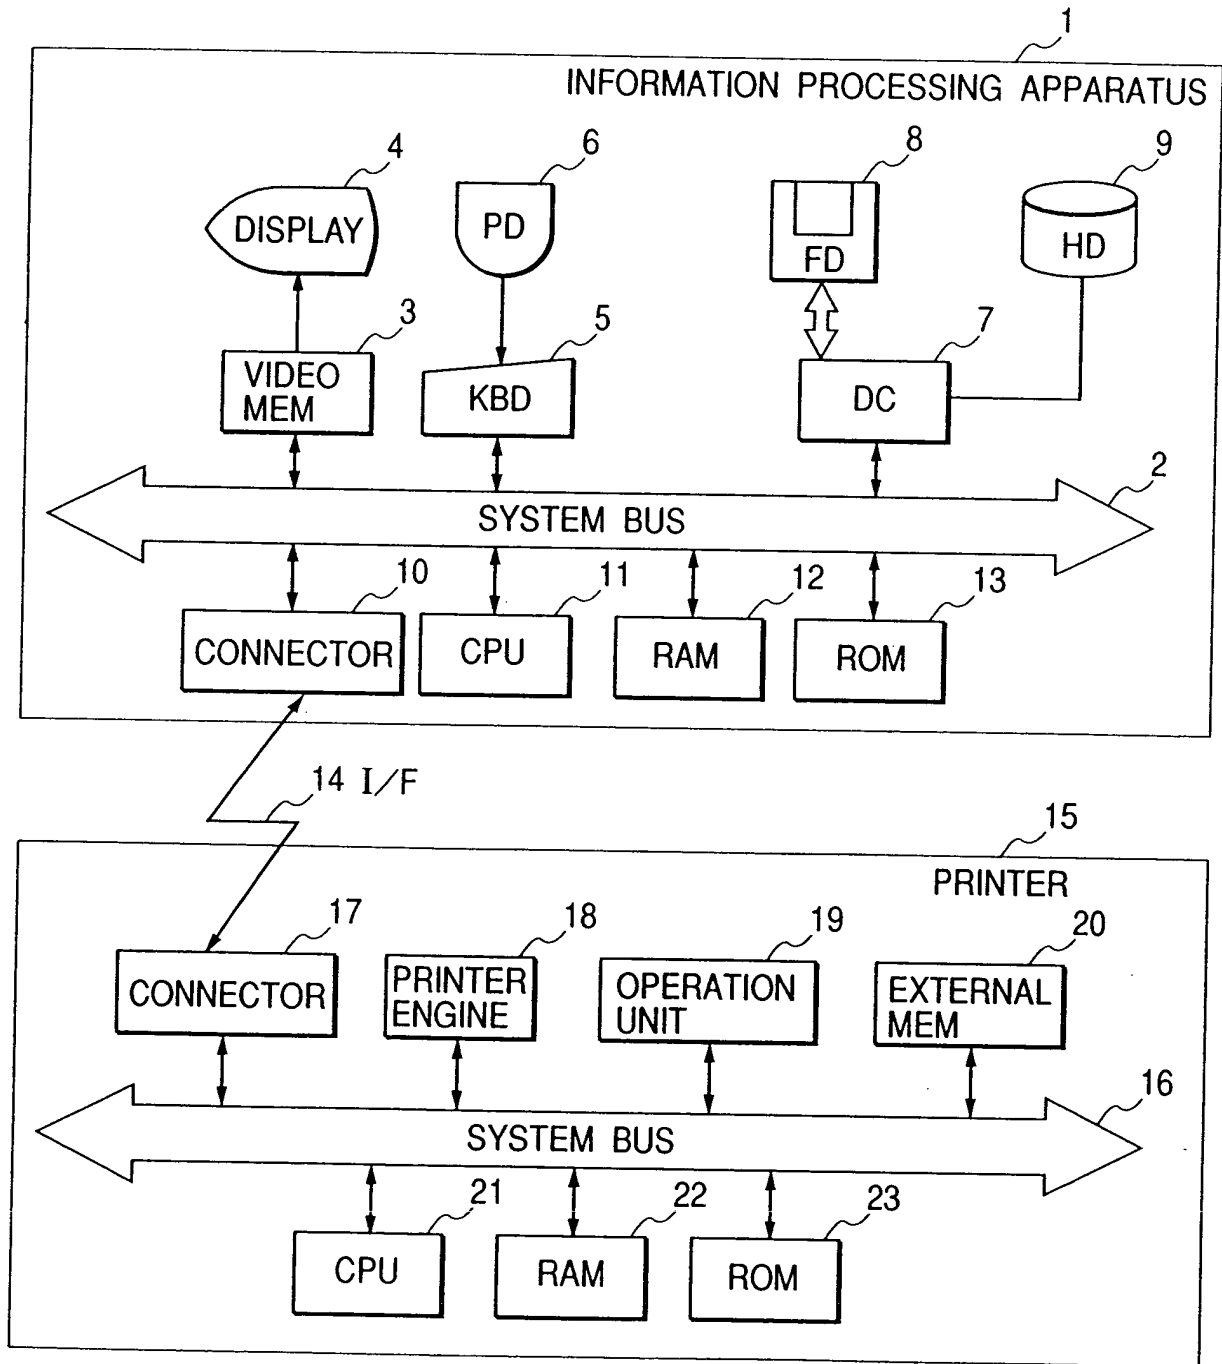 1
INFORMATION PROCESSING APPARATUS
4
6
8
9
DISPLAY
PD
FD
HD
3
5
7
VIDEO
MEM
KBD
DC
2
SYSTEM BUS
10
11
12
13
CONNECTOR
CPU
RAM
ROM
14 I/F
15
PRINTER
17
18
19
20
CONNECTOR
PRINTER
ENGINE
OPERATION
UNIT
EXTERNAL
MEM
16
SYSTEM BUS
21
22
23
CPU
RAM
ROM